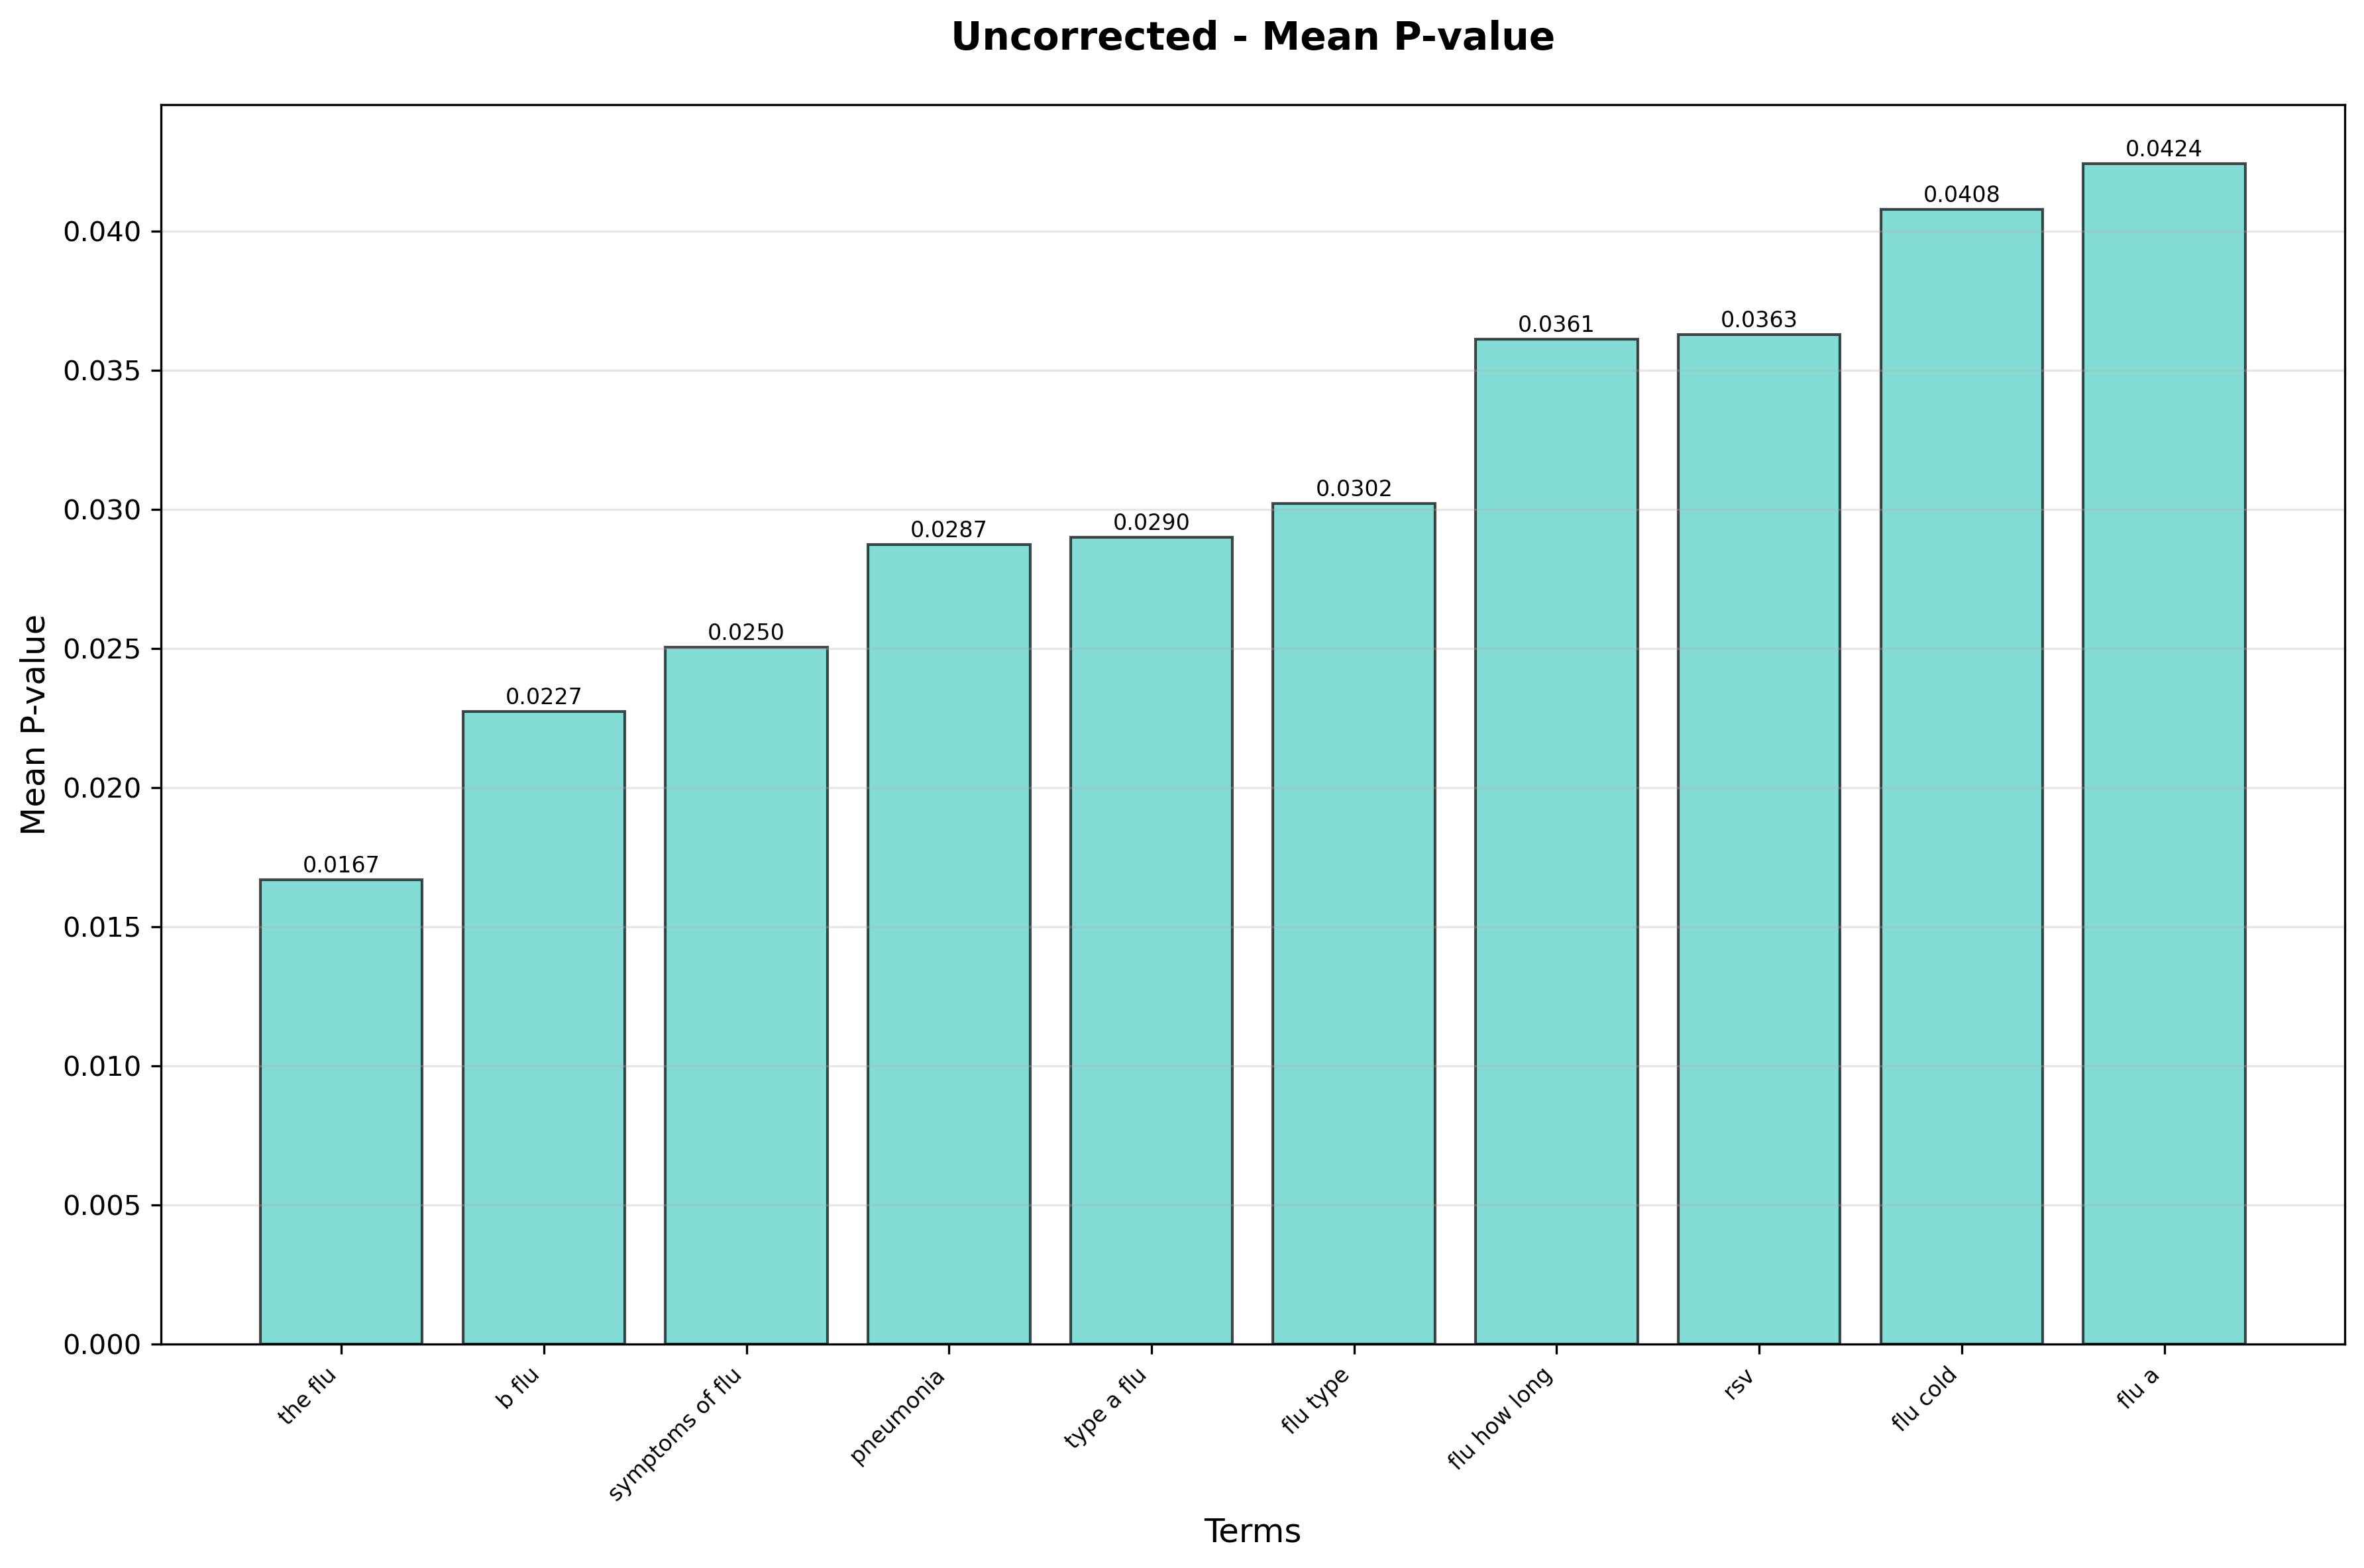 Uncorrected - Mean P-value
Mean P-value
0.040
0.035
0.030
0.025
0.020
0.015
0.010
0.005
0.000
0.0167
0.0227
0.0250
0.0287
0.0290
0.0302
0.0361
0.0363
0.0408
0.0424
the flu
b flu
symptoms of flu
pneumonia
type a flu
flu type
flu how long
rsv
flu cold
flu a
Terms